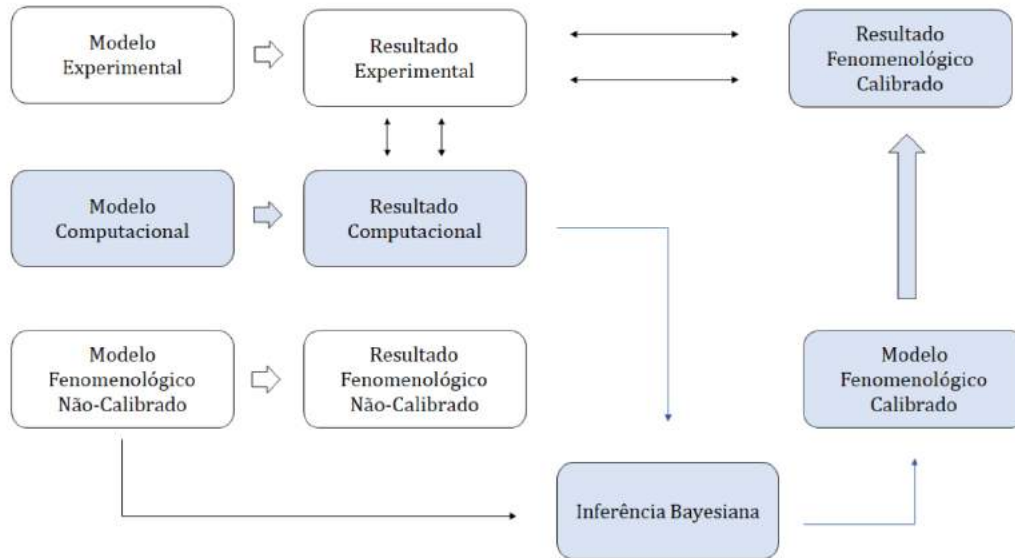 Modelo
Experimental
Resultado
Experimental
Resultado
Fenomenológico
Calibrado
Modelo
Computacional
Resultado
Computacional
Modelo
Fenomenológico
Não-Calibrado
Resultado
Fenomenológico
Não-Calibrado
Modelo
Fenomenológico
Calibrado
Inferência Bayesiana